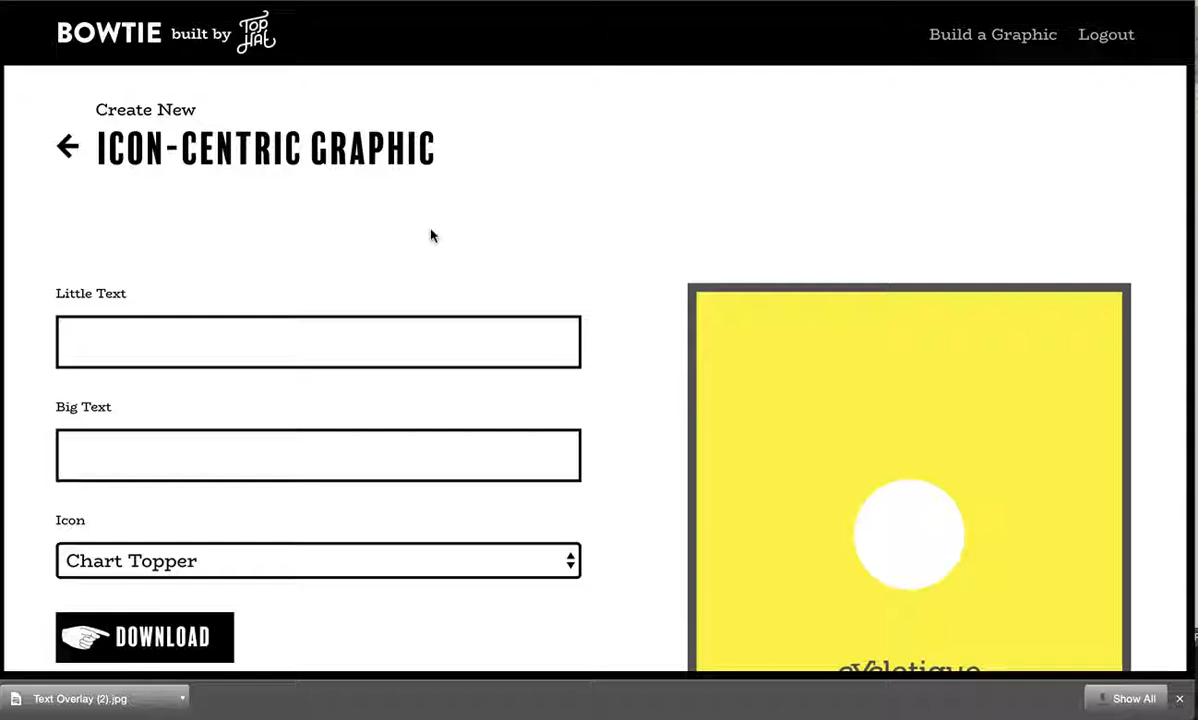 BOWTIE built by TOP HAT
Build a Graphic Logout
Create New
ICON-CENTRIC GRAPHIC
Little Text
Big Text
Icon
Chart Topper
DOWNLOAD
cycletique
Text Overlay (2).jpg
Show All